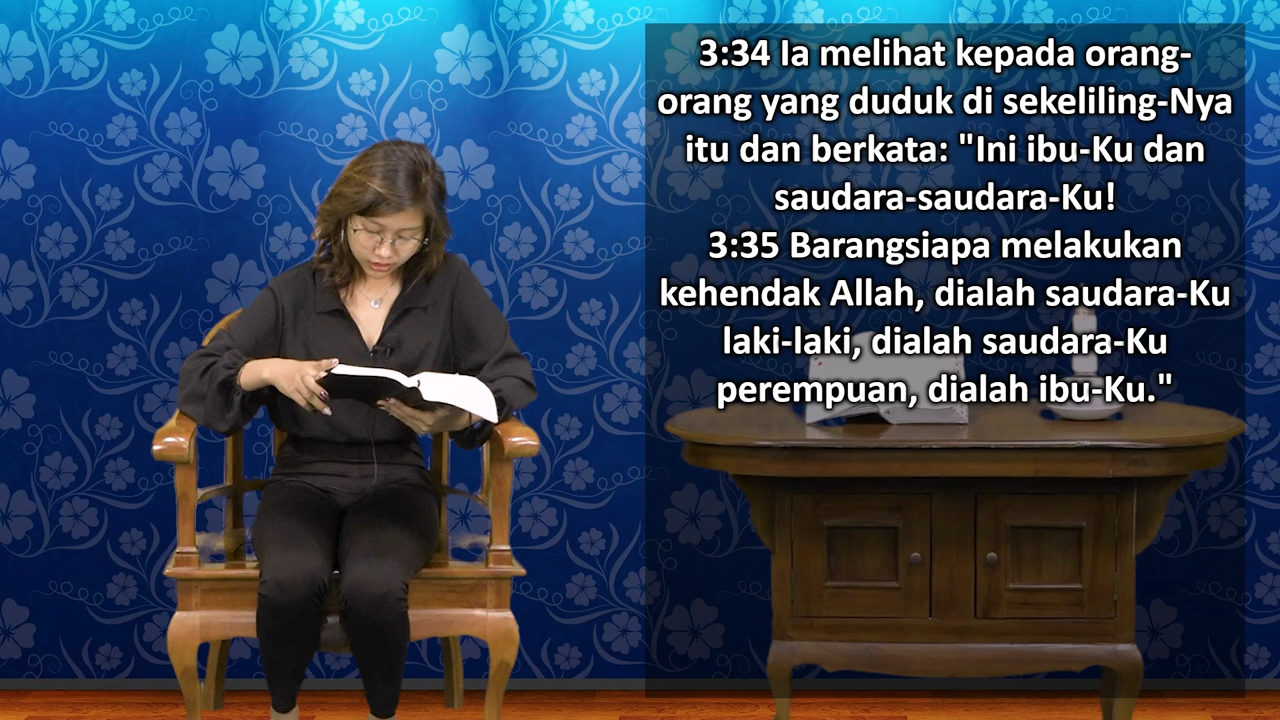 3:34 Ia melihat kepada orang-
orang yang duduk di sekeliling-Nya
itu dan berkata: "Ini ibu-Ku dan
saudara-saudara-Ku!
3:35 Barangsiapa melakukan
kehendak Allah, dialah saudara-Ku
laki-laki, dialah saudara-Ku
perempuan, dialah ibu-Ku."